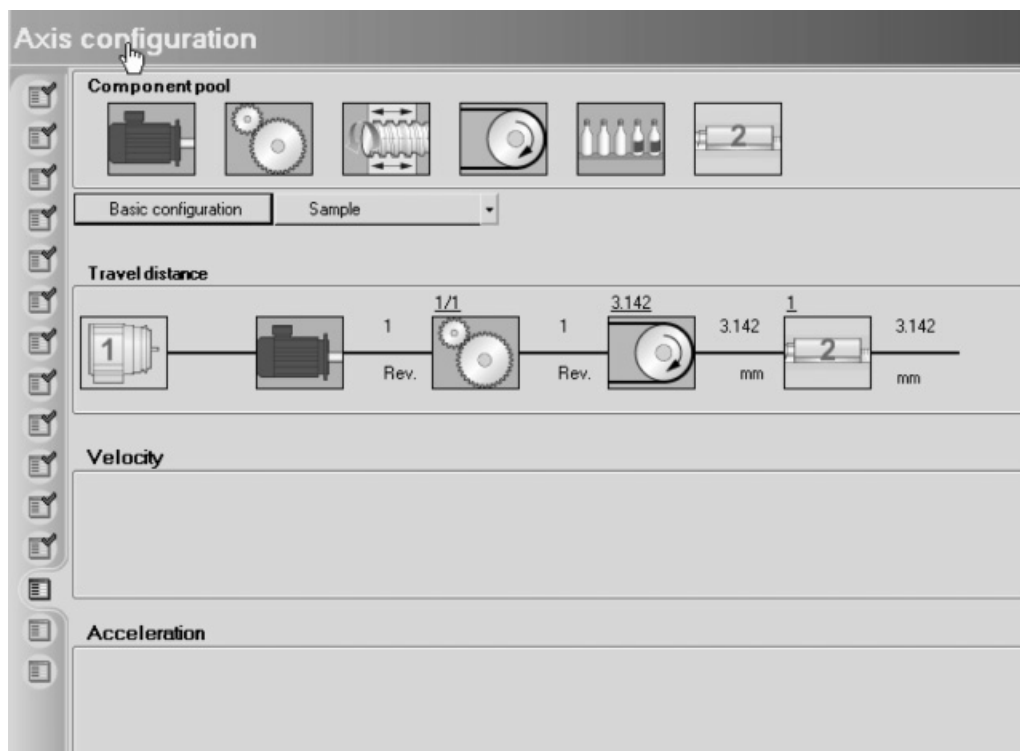 Axis configuration
Component pool
2
Basic configuration
Sample
Travel distance
1/1
3.142
1
1
1
3.142
3.142
1
2
Rev.
Rev.
mm
mm
Velocity
Acceleration